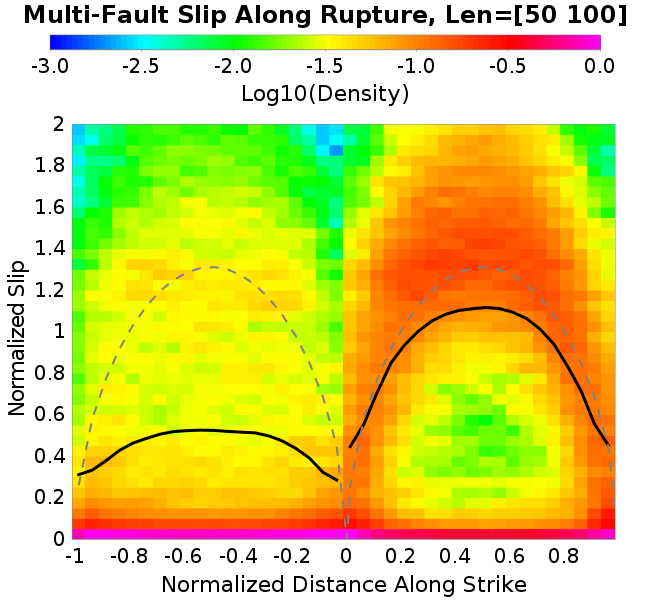 Multi-Fault Slip Along Rupture, Len=[50 100]
-3.0 -2.5 -2.0 -1.5 -1.0 -0.5 0.0
Log10(Density)
2
1.8
1.6
1.4
1.2
1
0.8
0.6
0.4
0.2
0
Normalized Slip
-1 -0.8 -0.6 -0.4 -0.2 0 0.2 0.4 0.6 0.8
Normalized Distance Along Strike